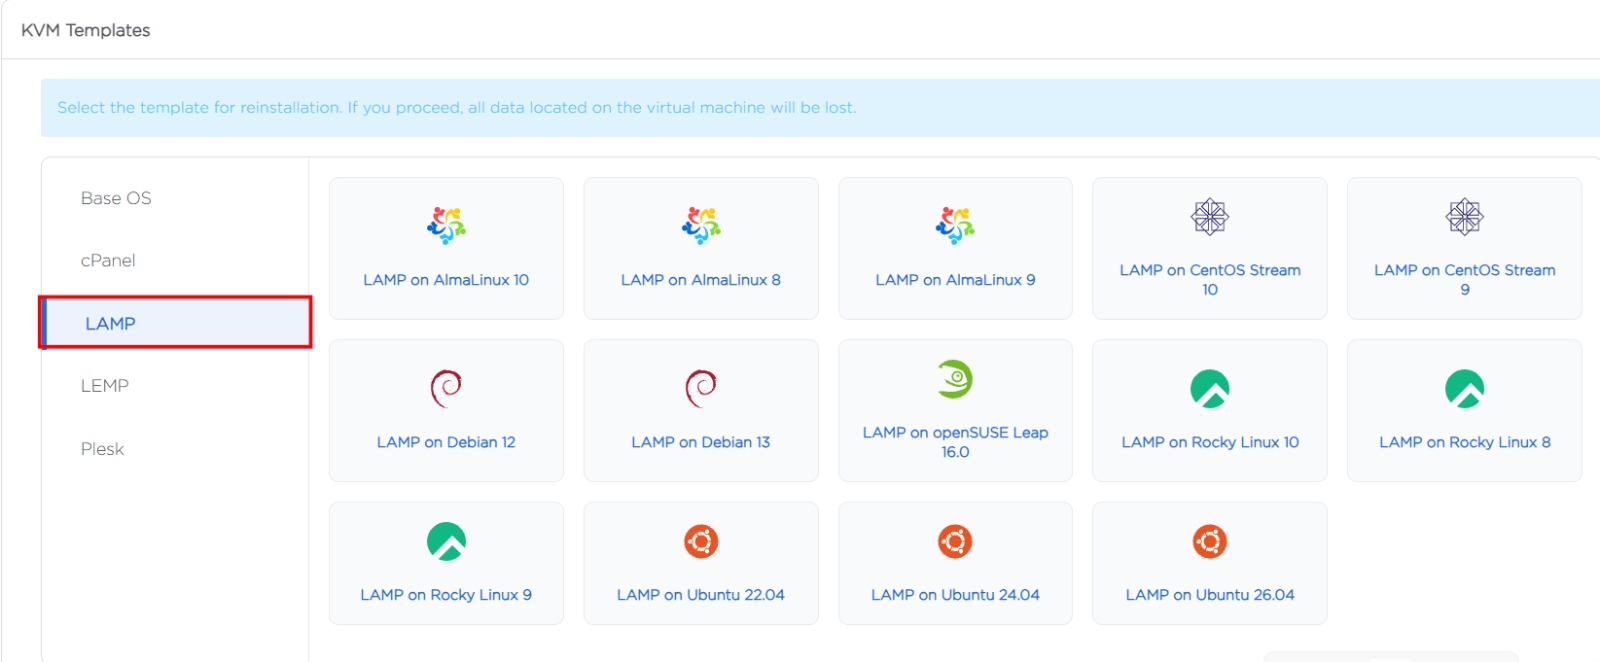 KVM Templates
Select the template for reinstallation. If you proceed, all data located on the virtual machine will be lost.
Base OS
cPanel
LAMP
LEMP
Plesk
LAMP on AlmaLinux 10
LAMP on AlmaLinux 8
LAMP on AlmaLinux 9
LAMP on CentOS Stream
10
LAMP on CentOS Stream
9
LAMP on Debian 12
LAMP on Debian 13
LAMP on openSUSE Leap
16.0
LAMP on Rocky Linux 10
LAMP on Rocky Linux 8
LAMP on Rocky Linux 9
LAMP on Ubuntu 22.04
LAMP on Ubuntu 24.04
LAMP on Ubuntu 26.04